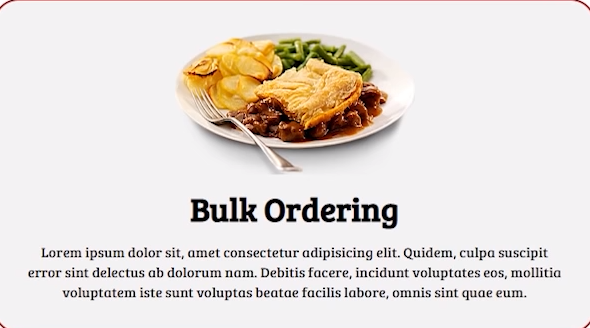 Bulk Ordering
Lorem ipsum dolor sit, amet consectetur adipisicing elit. Quidem, culpa suscipit
error sint delectus ab dolorum nam. Debitis facere, incidunt voluptates eos, mollitia
voluptatem iste sunt voluptas beatae facilis labore, omnis sint quae eum.